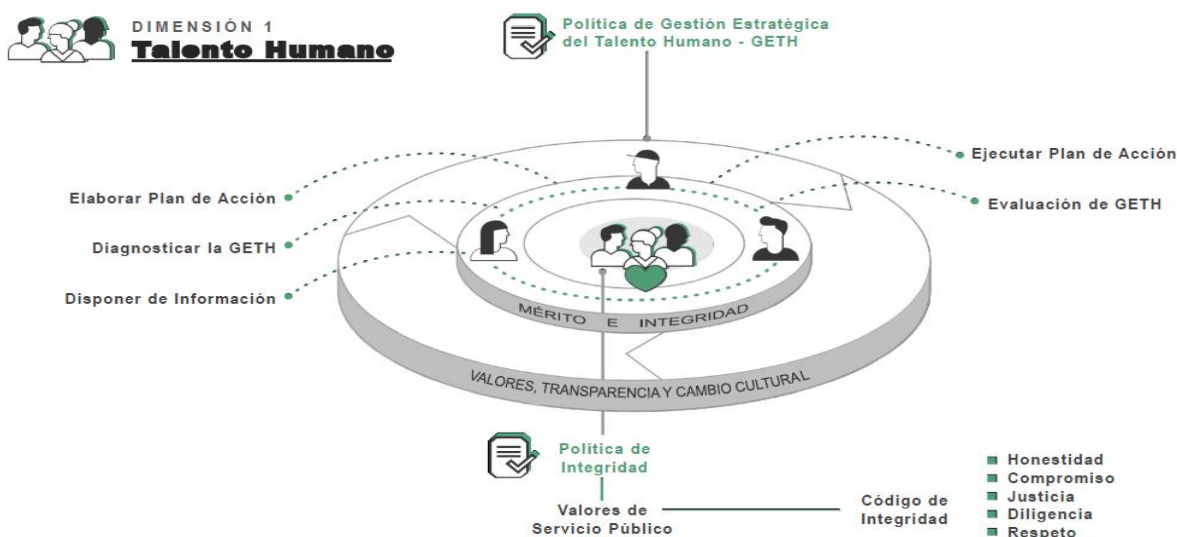 DIMENSIÓN 1
Talento Humano
Política de Gestión Estratégica
del Talento Humano - GETH
Elaborar Plan de Acción
Diagnosticar la GETH
Disponer de Información
Ejecutar Plan de Acción
Evaluación de GETH
MÉRITO E INTEGRIDAD
VALORES, TRANSPARENCIA Y CAMBIO CULTURAL
Política de
Integridad
Valores de
Servicio Público
Código de
Integridad
Honestidad
Compromiso
Justicia
Diligencia
Respeto